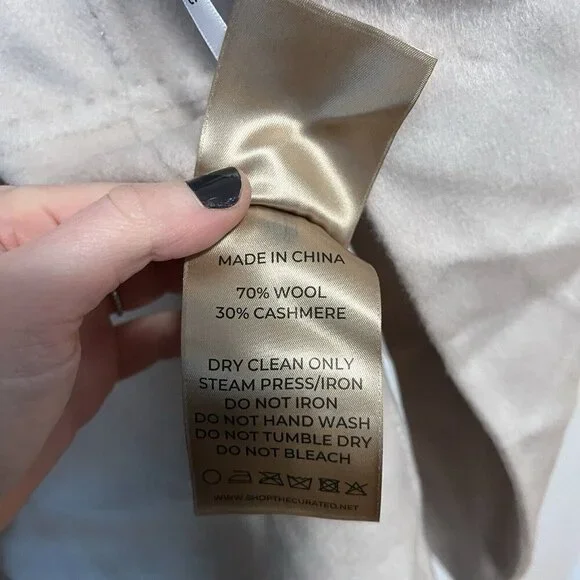 MADE IN CHINA
70% WOOL
30% CASHMERE
DRY CLEAN ONLY
STEAM PRESS/IRON
DO NOT IRON
DO NOT HAND WASH
DO NOT TUMBLE DRY
DO NOT BLEACH
WWW.SHOPTHECURATED.NET